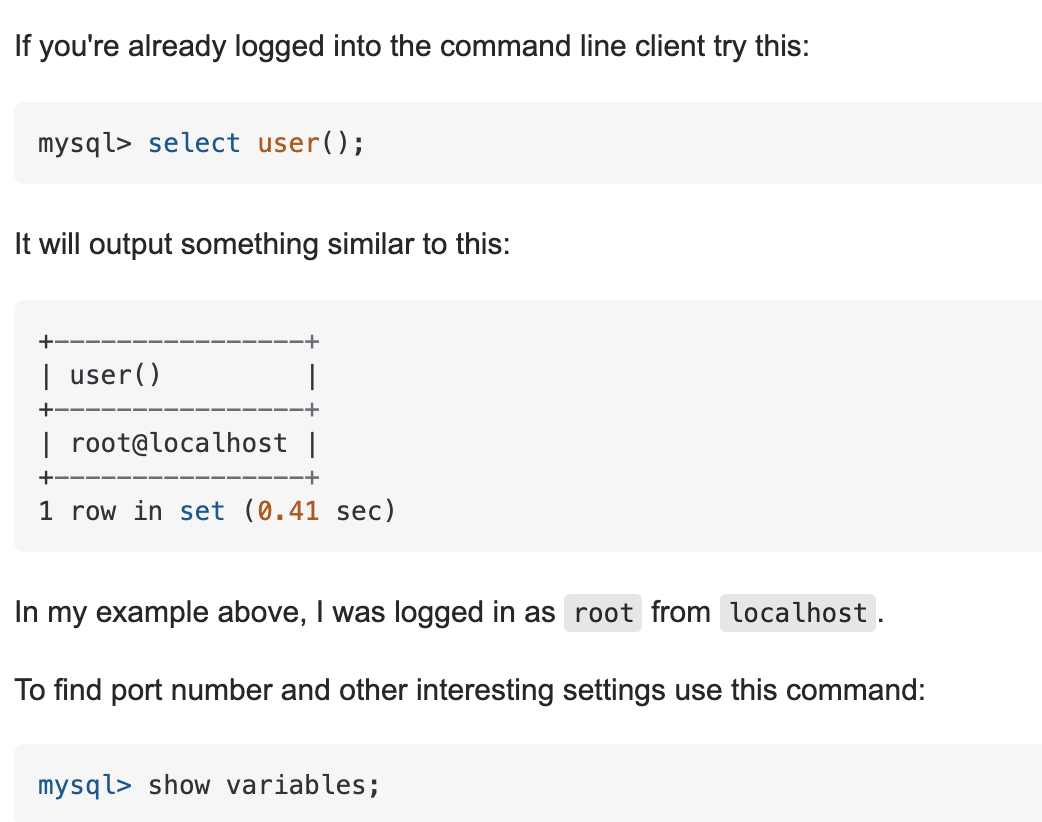 If you're already logged into the command line client try this:
mysql> select user();
It will output something similar to this:
+----------------+
| user()         |
+----------------+
| root@localhost |
+----------------+
1 row in set (0.41 sec)
In my example above, I was logged in as root from localhost.
To find port number and other interesting settings use this command:
mysql> show variables;